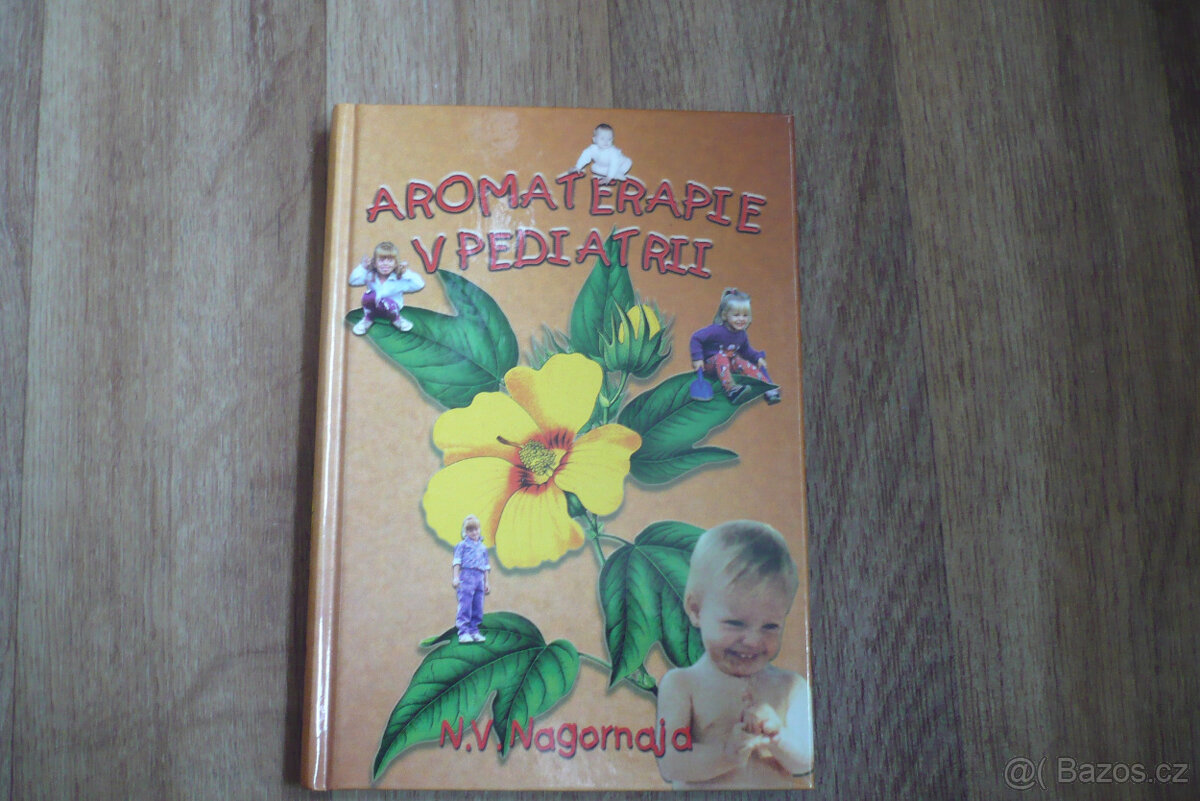 AROMATERAPIE
V PEDIATRII
N.V. Nagornaja
@( Bazos.cz